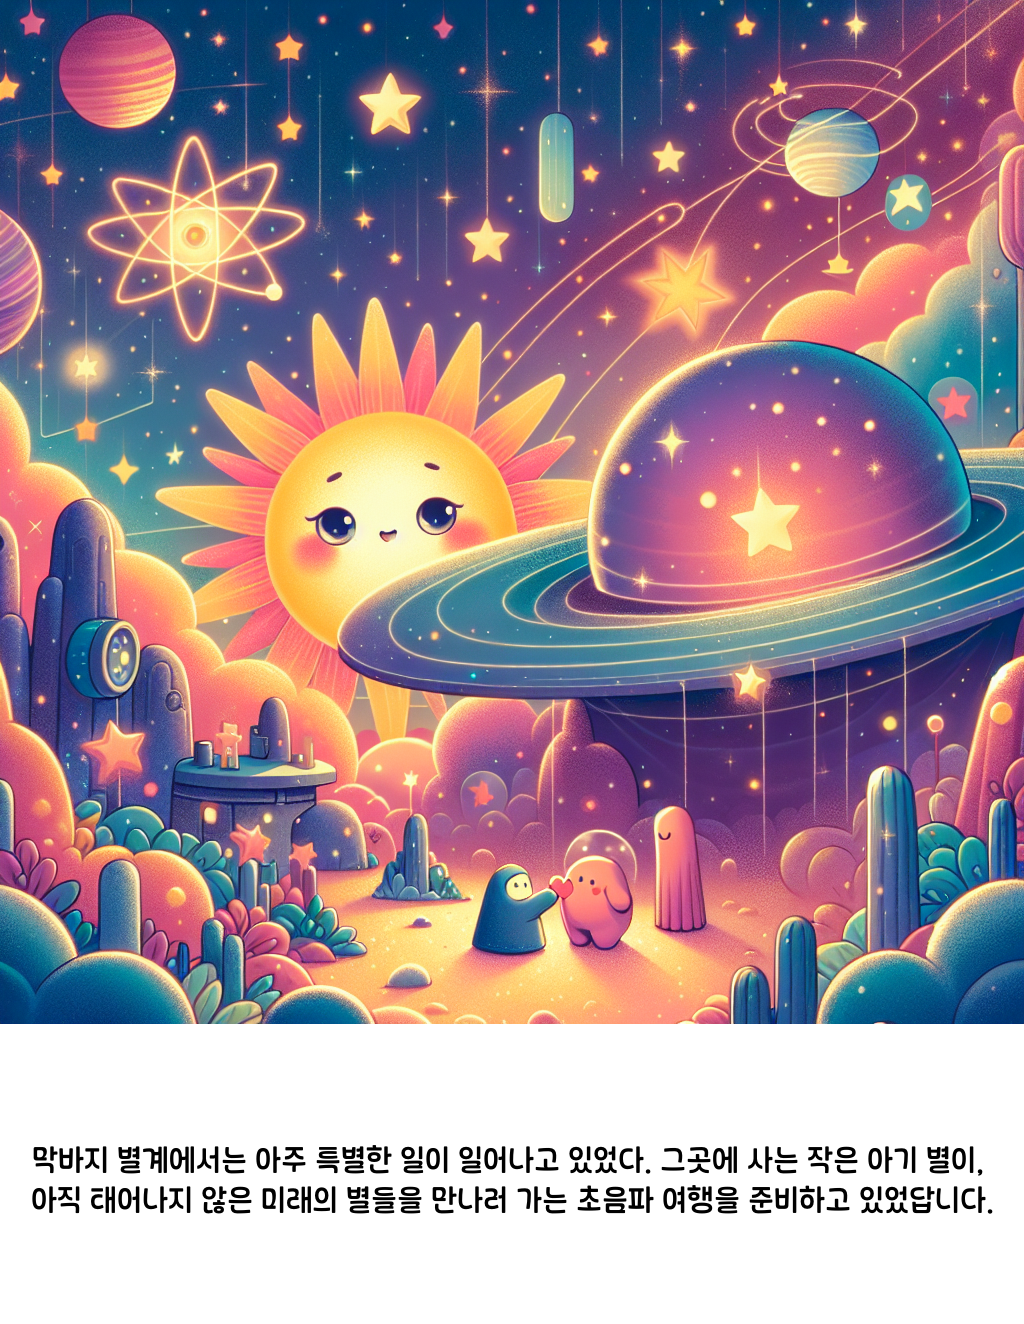 막바지 별계에서는 아주 특별한 일이 일어나고 있었다. 그곳에 사는 작은 아기 별이,
아직 태어나지 않은 미래의 별들을 만나러 가는 초음파 여행을 준비하고 있었답니다.